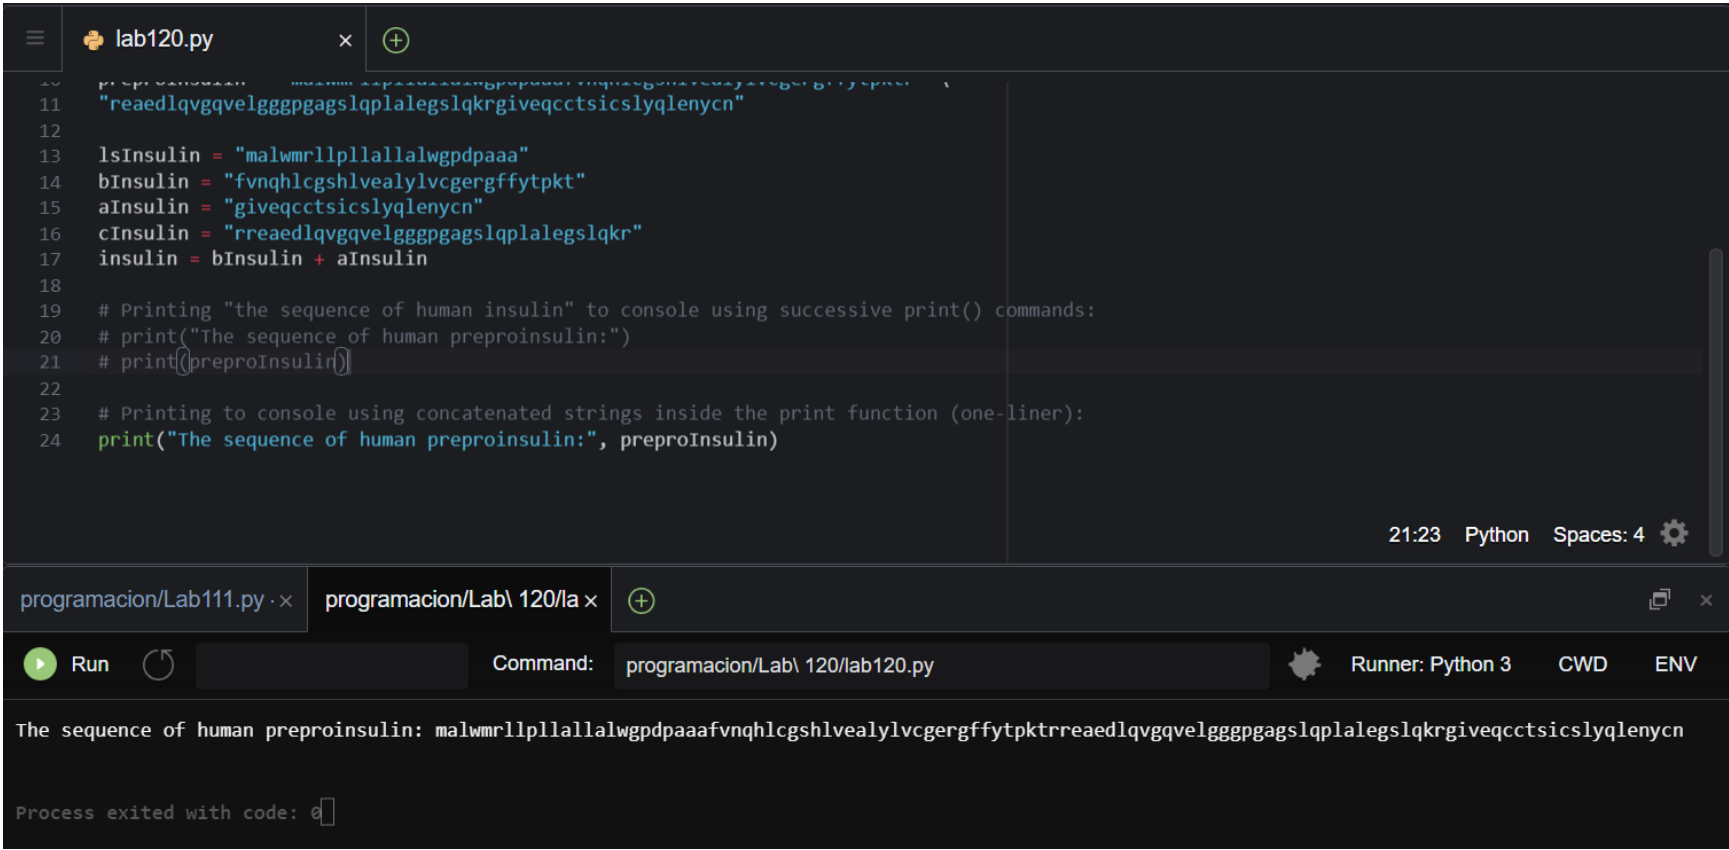 lab120.py
11 "reaedlqvgqvelgggpgagslqplalegslqkrgiveqcctsicslyqlenycn"
12
13 lsInsulin = "malwmrllpllallalwgpdpaaa"
14 bInsulin = "fvnqhlcgshlvealylvcgergffytpkt"
15 aInsulin = "giveqcctsicslyqlenycn"
16 cInsulin = "rreaedlqvgqvelgggpgagslqplalegslqkr"
17 insulin = bInsulin + aInsulin
18
19 # Printing "the sequence of human insulin" to console using successive print() commands:
20 # print("The sequence of human preproinsulin:")
21 # print(preproInsulin)
22
23 # Printing to console using concatenated strings inside the print function (one-liner):
24 print("The sequence of human preproinsulin:", preproInsulin)
21:23 Python Spaces: 4
programacion/Lab111.py · programacion/Lab\ 120/la
Run Command: programacion/Lab\ 120/lab120.py Runner: Python 3 CWD ENV
The sequence of human preproinsulin: malwmrllpllallalwgpdpaaafvnqhlcgshlvealylvcgergffytpktrreaedlqvgqvelgggpgagslqplalegslqkrgiveqcctsicslyqlenycn
Process exited with code: 0